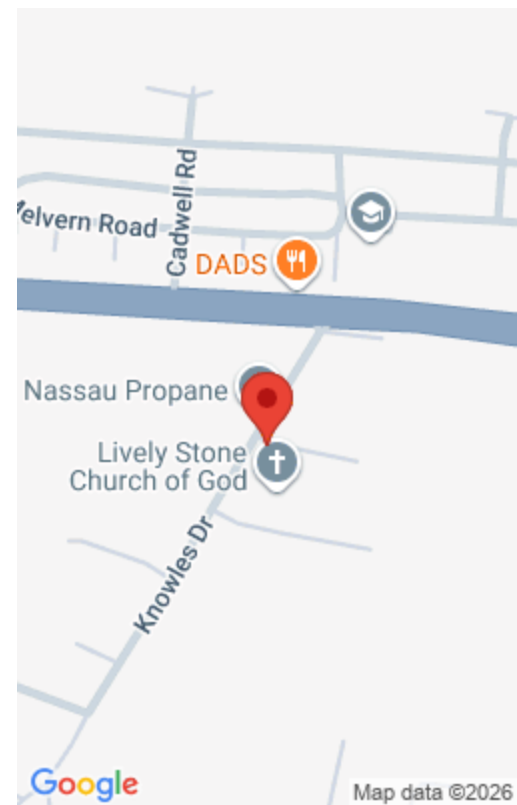 Cadwell Rd
Melvern Road
DADS
Nassau Propane
Lively Stone
Church of God
Knowles Dr
Google
Map data ©2026